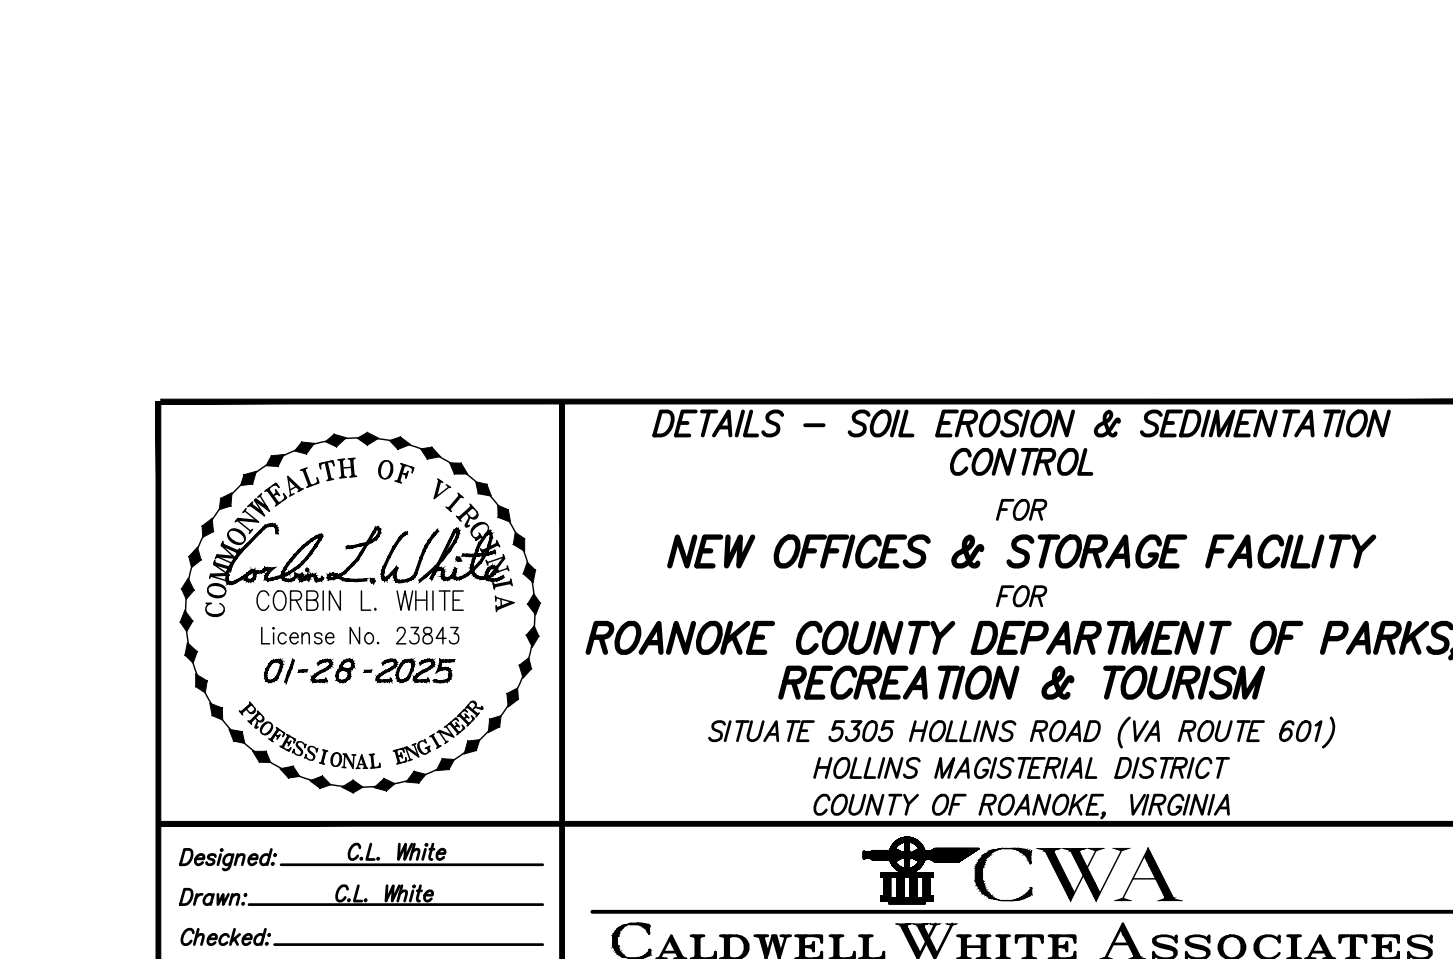 COMMONWEALTH OF VIRGINIA
Corbin L. White
CORBIN L. WHITE
License No. 23843
01-28-2025
PROFESSIONAL ENGINEER
DETAILS – SOIL EROSION & SEDIMENTATION
CONTROL
FOR
NEW OFFICES & STORAGE FACILITY
FOR
ROANOKE COUNTY DEPARTMENT OF PARKS,
RECREATION & TOURISM
SITUATE 5305 HOLLINS ROAD (VA ROUTE 601)
HOLLINS MAGISTERIAL DISTRICT
COUNTY OF ROANOKE, VIRGINIA
Designed: C.L. White
Drawn: C.L. White
Checked:
CWA
CALDWELL WHITE ASSOCIATES